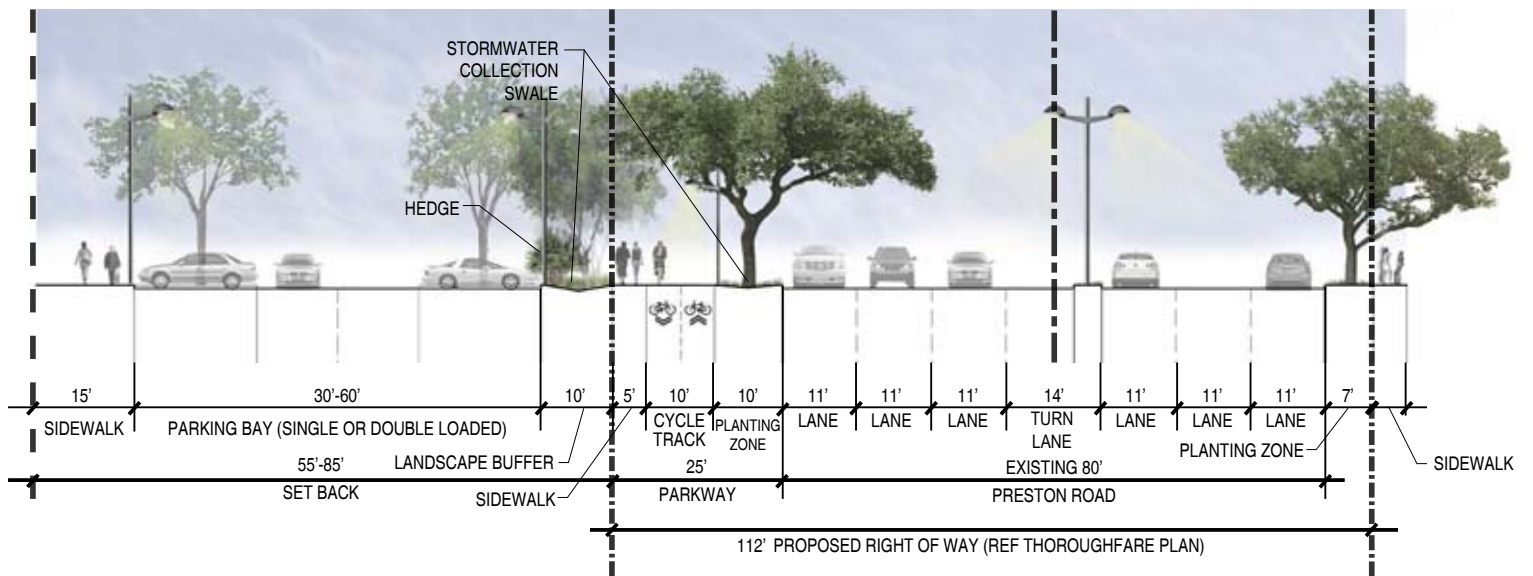 STORMWATER
COLLECTION
SWALE
HEDGE
15’ 30’-60’ 10’ 5’ 10’ 10’ 11’ 11’ 11’ 14’ 11’ 11’ 11’ 7’
SIDEWALK PARKING BAY (SINGLE OR DOUBLE LOADED) CYCLE TRACK PLANTING ZONE LANE LANE LANE TURN LANE LANE LANE LANE
LANDSCAPE BUFFER
PLANTING ZONE
SIDEWALK
55’-85’ 25’ EXISTING 80’
SET BACK SIDEWALK PARKWAY PRESTON ROAD
112’ PROPOSED RIGHT OF WAY (REF THOROUGHFARE PLAN)